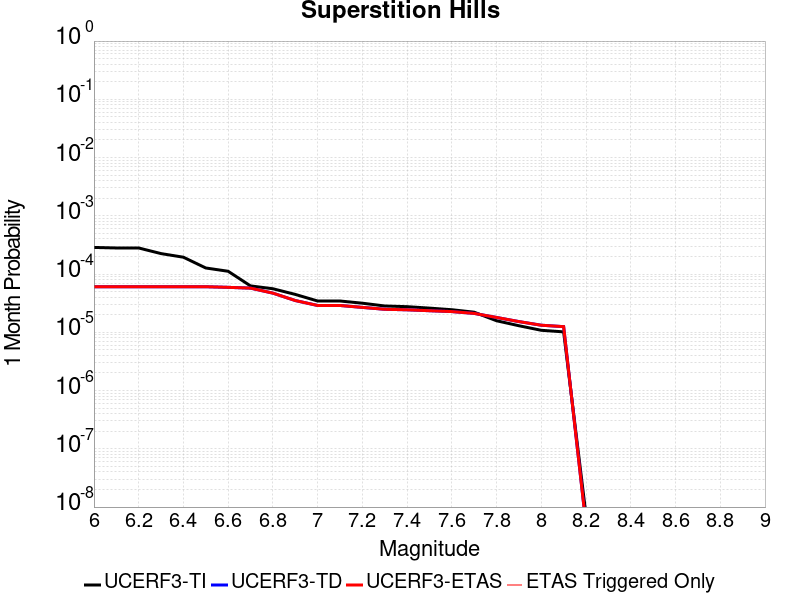 Superstition Hills
10^0
10^-1
10^-2
10^-3
10^-4
10^-5
10^-6
10^-7
10^-8
1 Month Probability
6 6.2 6.4 6.6 6.8 7 7.2 7.4 7.6 7.8 8 8.2 8.4 8.6 8.8 9
Magnitude
UCERF3-TI UCERF3-TD UCERF3-ETAS ETAS Triggered Only